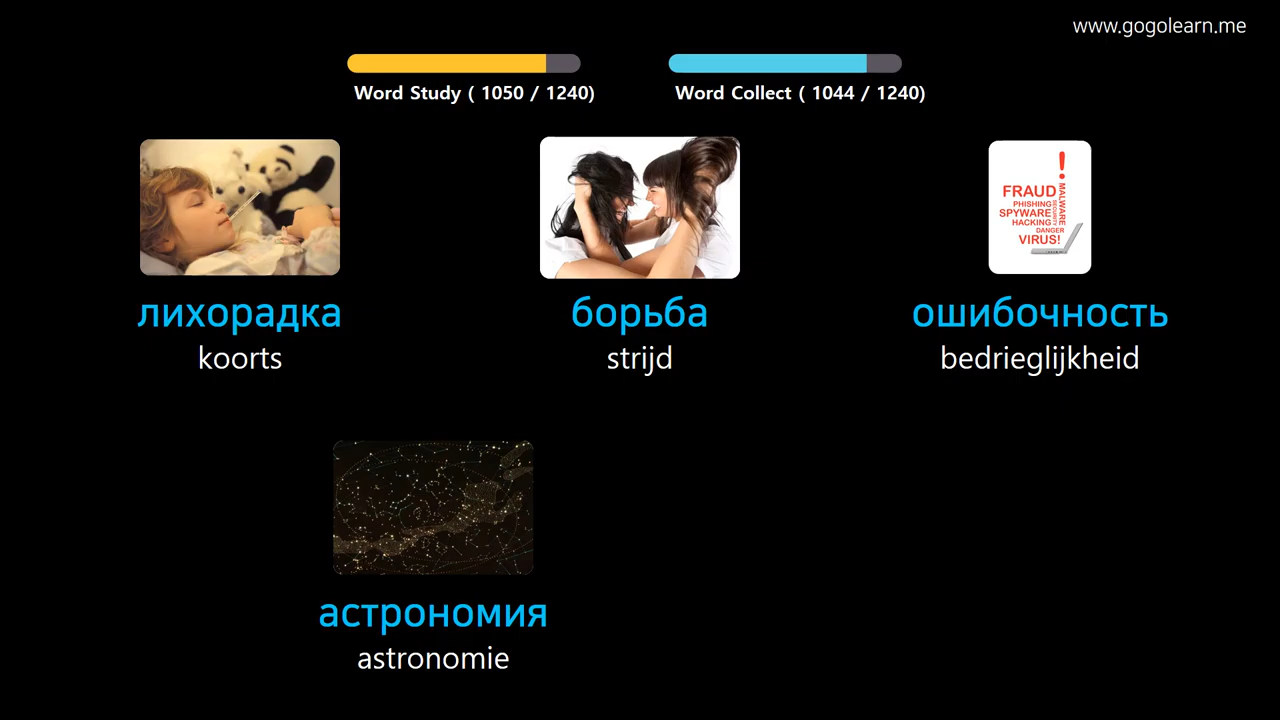 www.gogolearn.me
Word Study ( 1050 / 1240)
Word Collect ( 1044 / 1240)
FRAUD
PHISHING
SPYWARE
HACKING
DANGER
VIRUS!
!
MALWARE
SECURITY
лихорадка
koorts
борьба
strijd
ошибочность
bedrieglijkheid
астрономия
astronomie